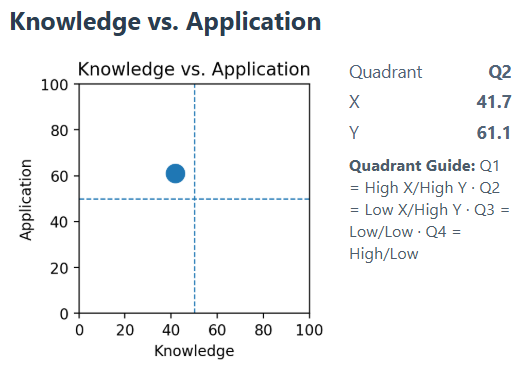 Knowledge vs. Application
Knowledge vs. Application
100
80
60
40
20
0
Application
0 20 40 60 80 100
Knowledge
Quadrant Q2
X 41.7
Y 61.1
Quadrant Guide: Q1
= High X/High Y · Q2
= Low X/High Y · Q3 =
Low/Low · Q4 =
High/Low